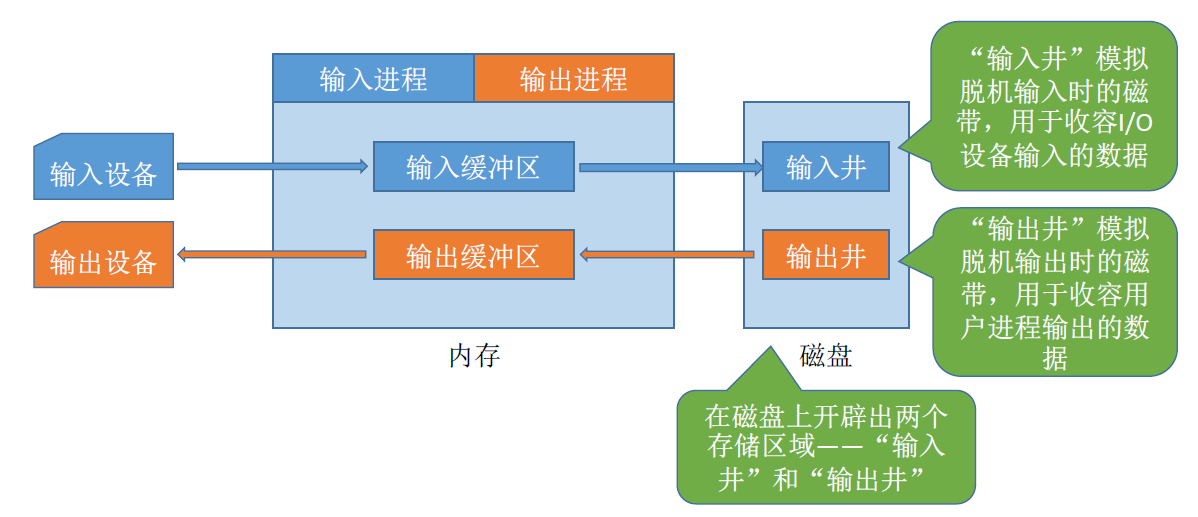 输入进程
输出进程
输入设备
输入缓冲区
输入井
输出设备
输出缓冲区
输出井
内存
磁盘
“输入井”模拟
脱机输入时的磁
带，用于收容I/O
设备输入的数据
“输出井”模拟
脱机输出时的磁
带，用于收容用
户进程输出的数
据
在磁盘上开辟出两个
存储区域——“输入
井”和“输出井”